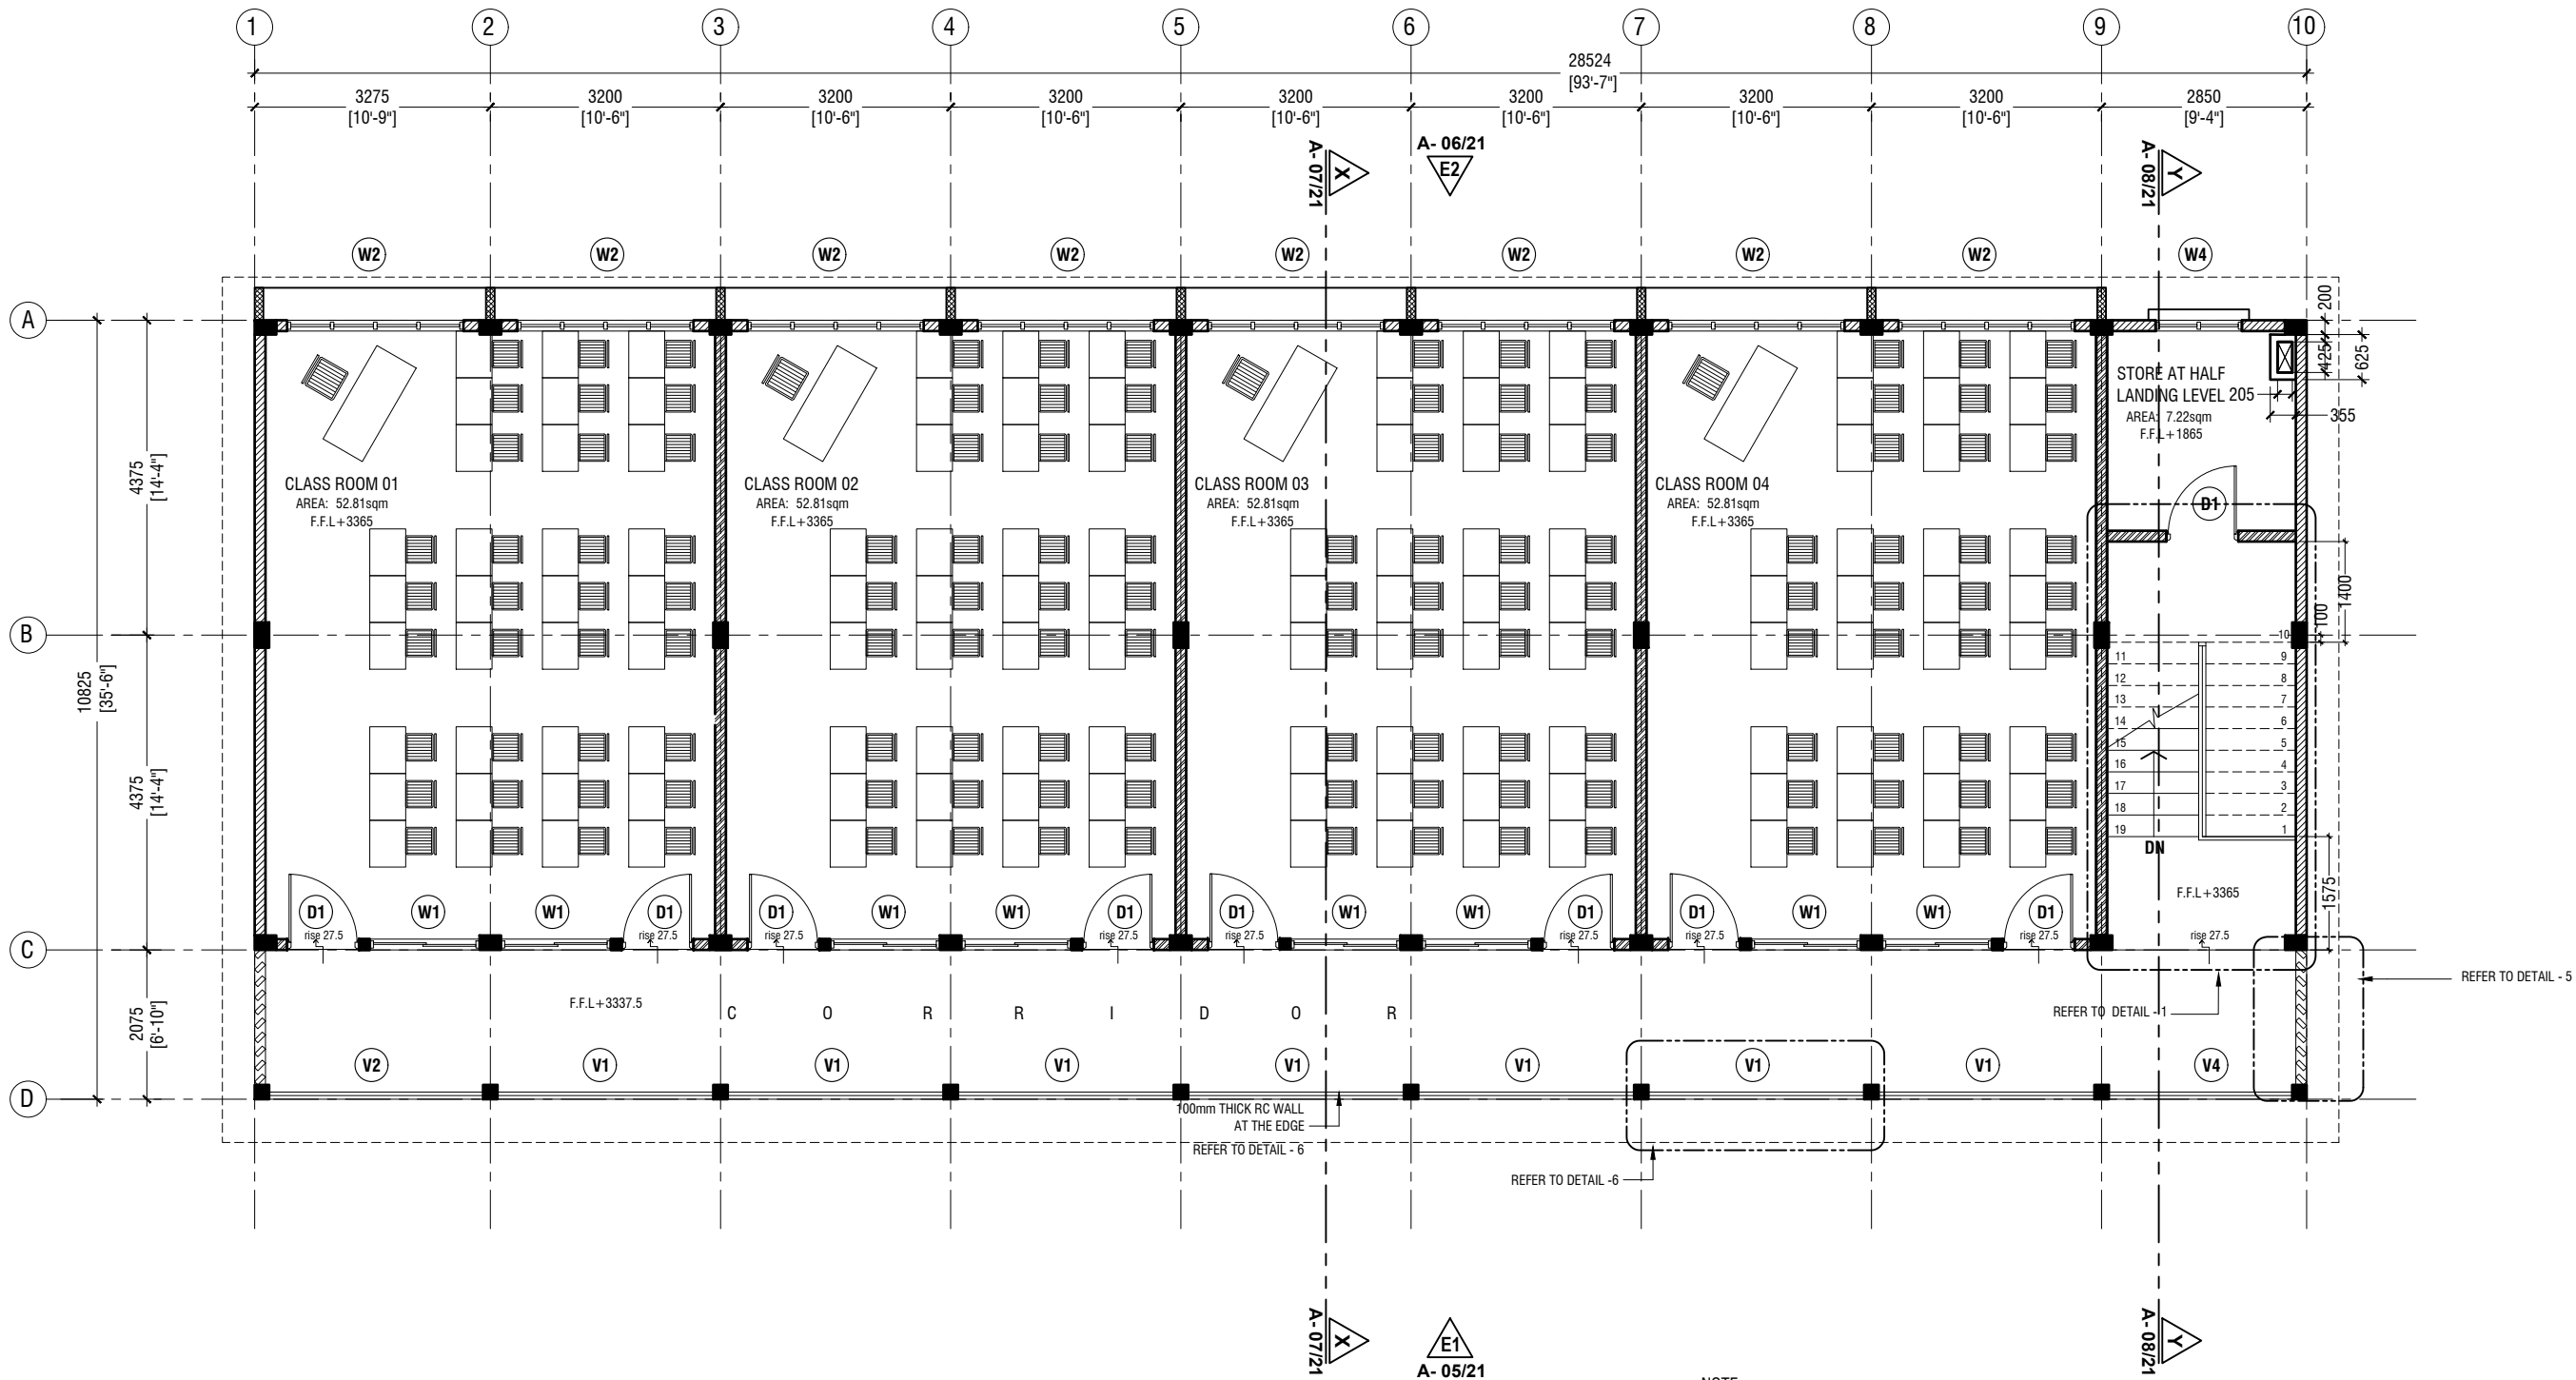 1 2 3 4 5 6 7 8 9 10
28524
[93'-7"]
3275 3200 3200 3200 3200 3200 3200 3200 2850
[10'-9"] [10'-6"] [10'-6"] [10'-6"] [10'-6"] [10'-6"] [10'-6"] [10'-6"] [9'-4"]
A- 07/21
X
A- 06/21
E2
A- 08/21
Y
W2 W2 W2 W2 W2 W2 W2 W2 W4
A
B
C
D
10825
[35'-6"]
4375
[14'-4"]
4375
[14'-4"]
2075
[6'-10"]
200
425
625
STORE AT HALF
LANDING LEVEL
205
355
AREA: 7.22sqm
F.F.L+1865
CLASS ROOM 01
AREA: 52.81sqm
F.F.L+3365
CLASS ROOM 02
AREA: 52.81sqm
F.F.L+3365
CLASS ROOM 03
AREA: 52.81sqm
F.F.L+3365
CLASS ROOM 04
AREA: 52.81sqm
F.F.L+3365
D1
1400
100
10
11 9
12 8
13 7
14 6
15 5
16 4
17 3
18 2
19 1
DN
F.F.L+3365
1575
D1 W1 W1 D1 D1 W1 W1 D1 D1 W1 W1 D1 D1 W1 W1 D1
rise 27.5 rise 27.5 rise 27.5 rise 27.5 rise 27.5 rise 27.5 rise 27.5 rise 27.5 rise 27.5
REFER TO DETAIL - 5
F.F.L+3337.5
C O R R I D O R
REFER TO DETAIL - 1
V2 V1 V1 V1 V1 V1 V1 V1 V4
100mm THICK RC WALL
AT THE EDGE
REFER TO DETAIL - 6
REFER TO DETAIL -6
A- 07/21
X
E1
A- 05/21
A- 08/21
Y